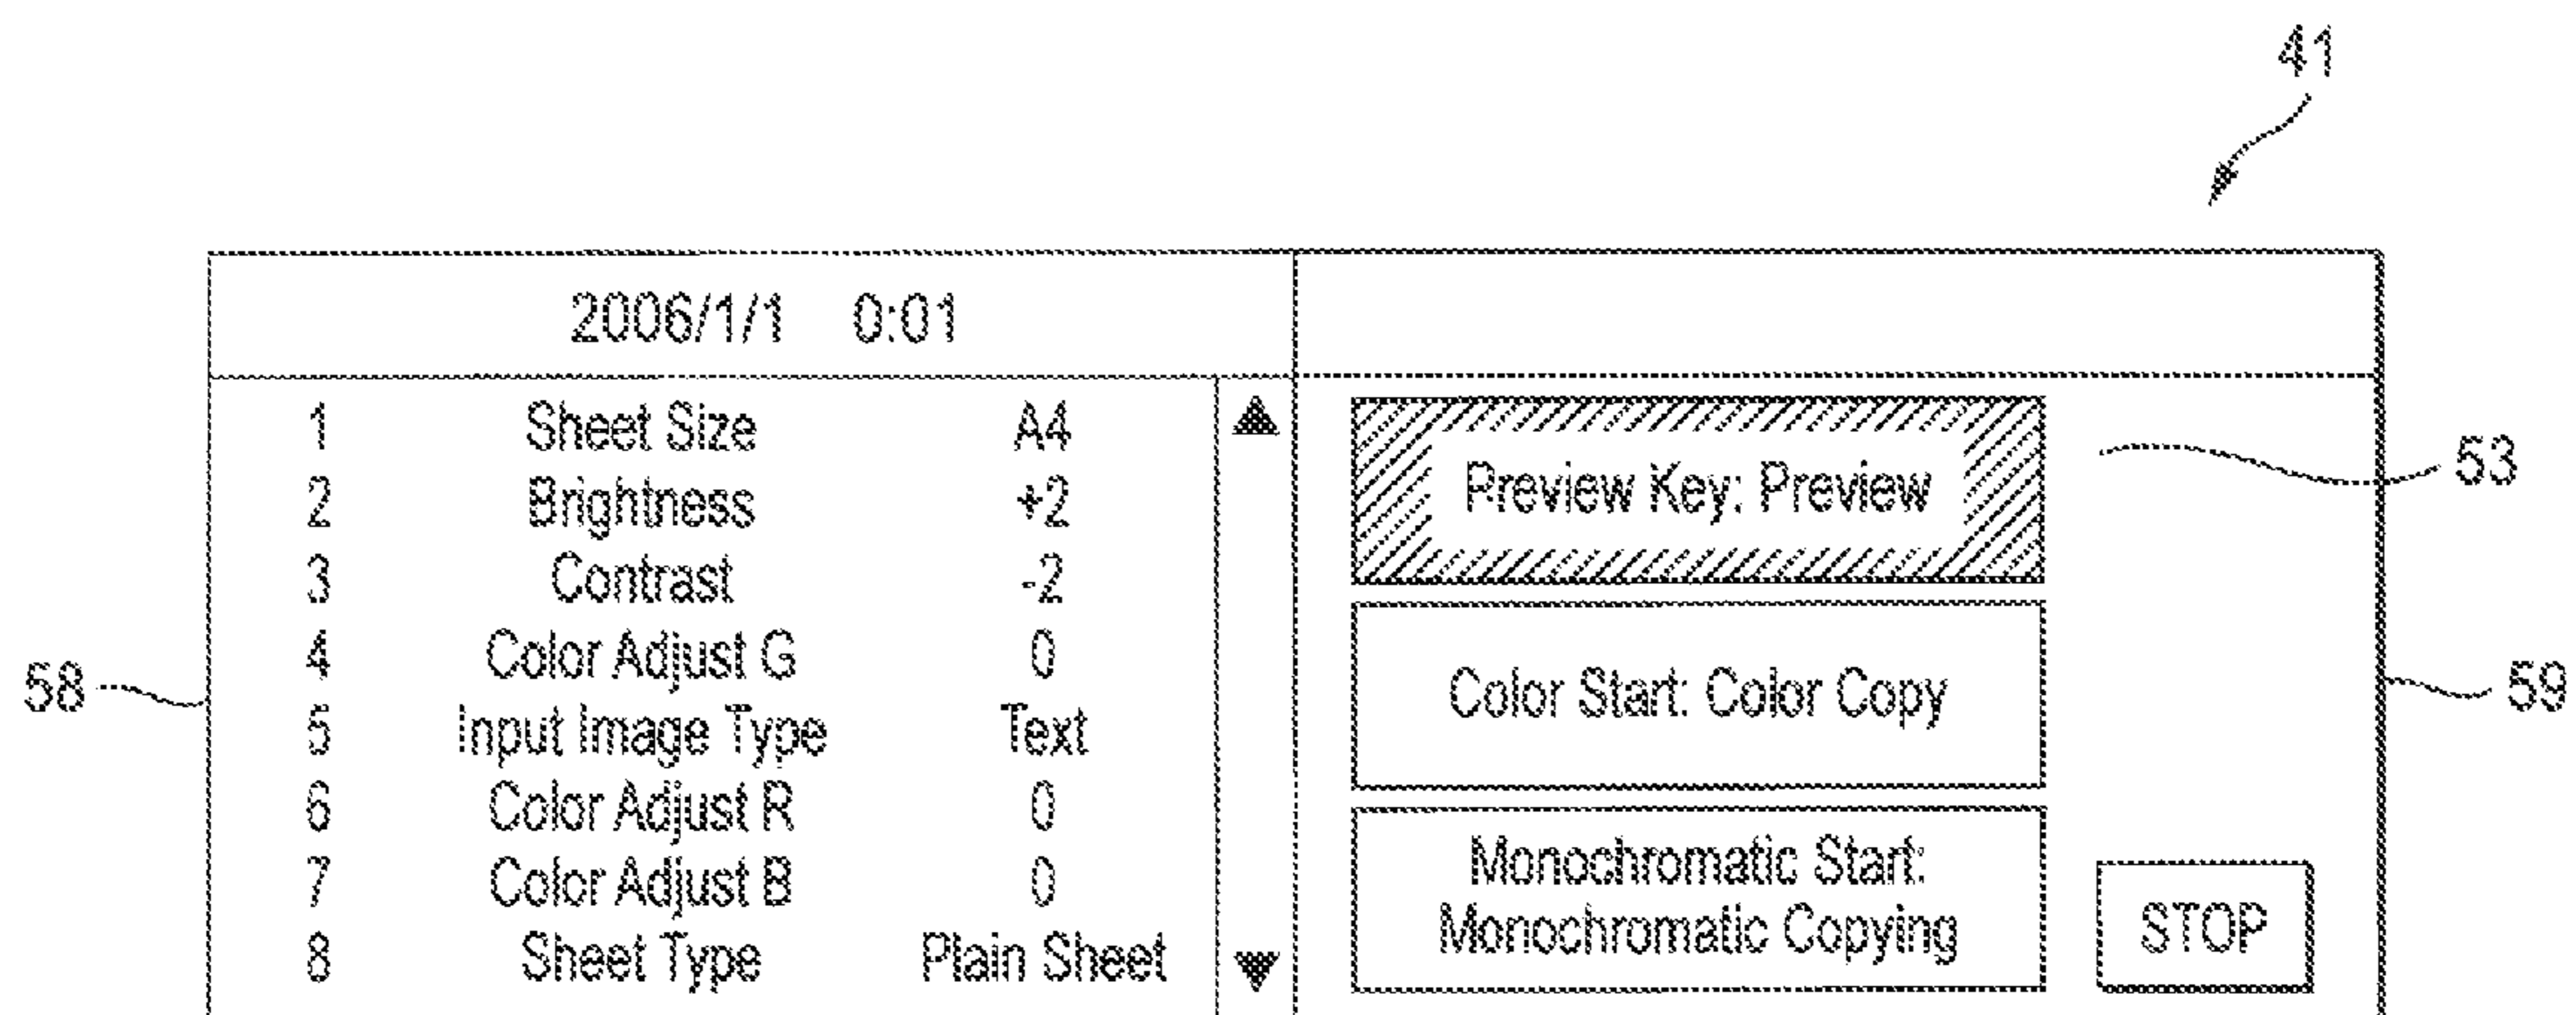 41
2006/1/1 0:01
1 Sheet Size A4
2 Brightness +2
3 Contrast -2
4 Color Adjust G 0
5 Input Image Type Text
6 Color Adjust R 0
7 Color Adjust B 0
8 Sheet Type Plain Sheet
58
Preview Key: Preview
53
Color Start: Color Copy
59
Monochromatic Start:
Monochromatic Copying
STOP